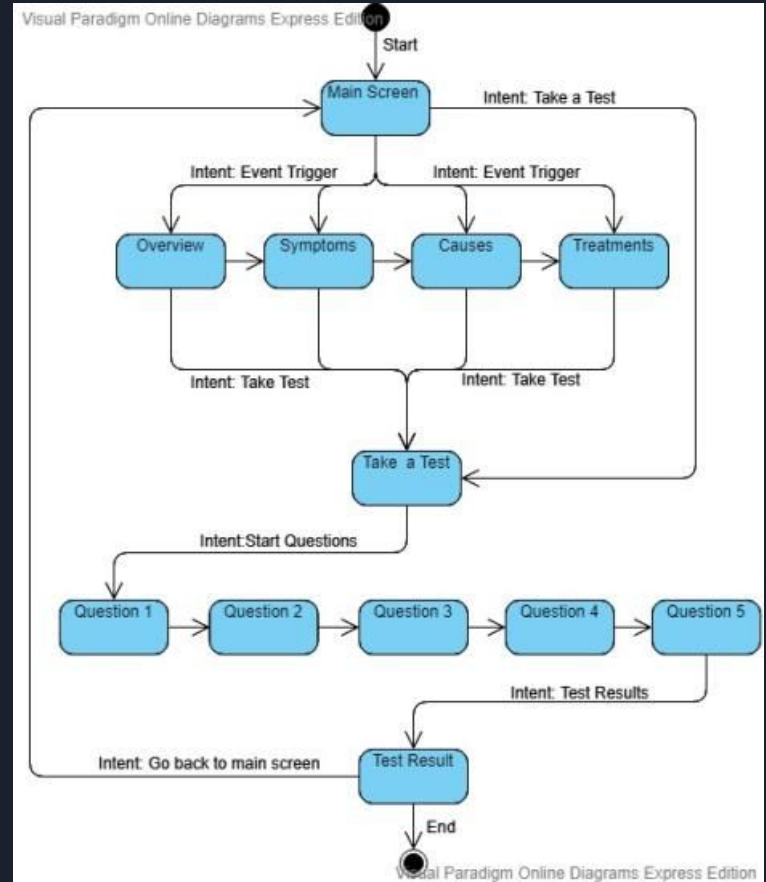 Visual Paradigm Online Diagrams Express Edition
Start
Main Screen
Intent: Take a Test
Intent: Event Trigger
Intent: Event Trigger
Overview
Symptoms
Causes
Treatments
Intent: Take Test
Intent: Take Test
Take a Test
Intent:Start Questions
Question 1
Question 2
Question 3
Question 4
Question 5
Intent: Test Results
Intent: Go back to main screen
Test Result
End
Visual Paradigm Online Diagrams Express Edition